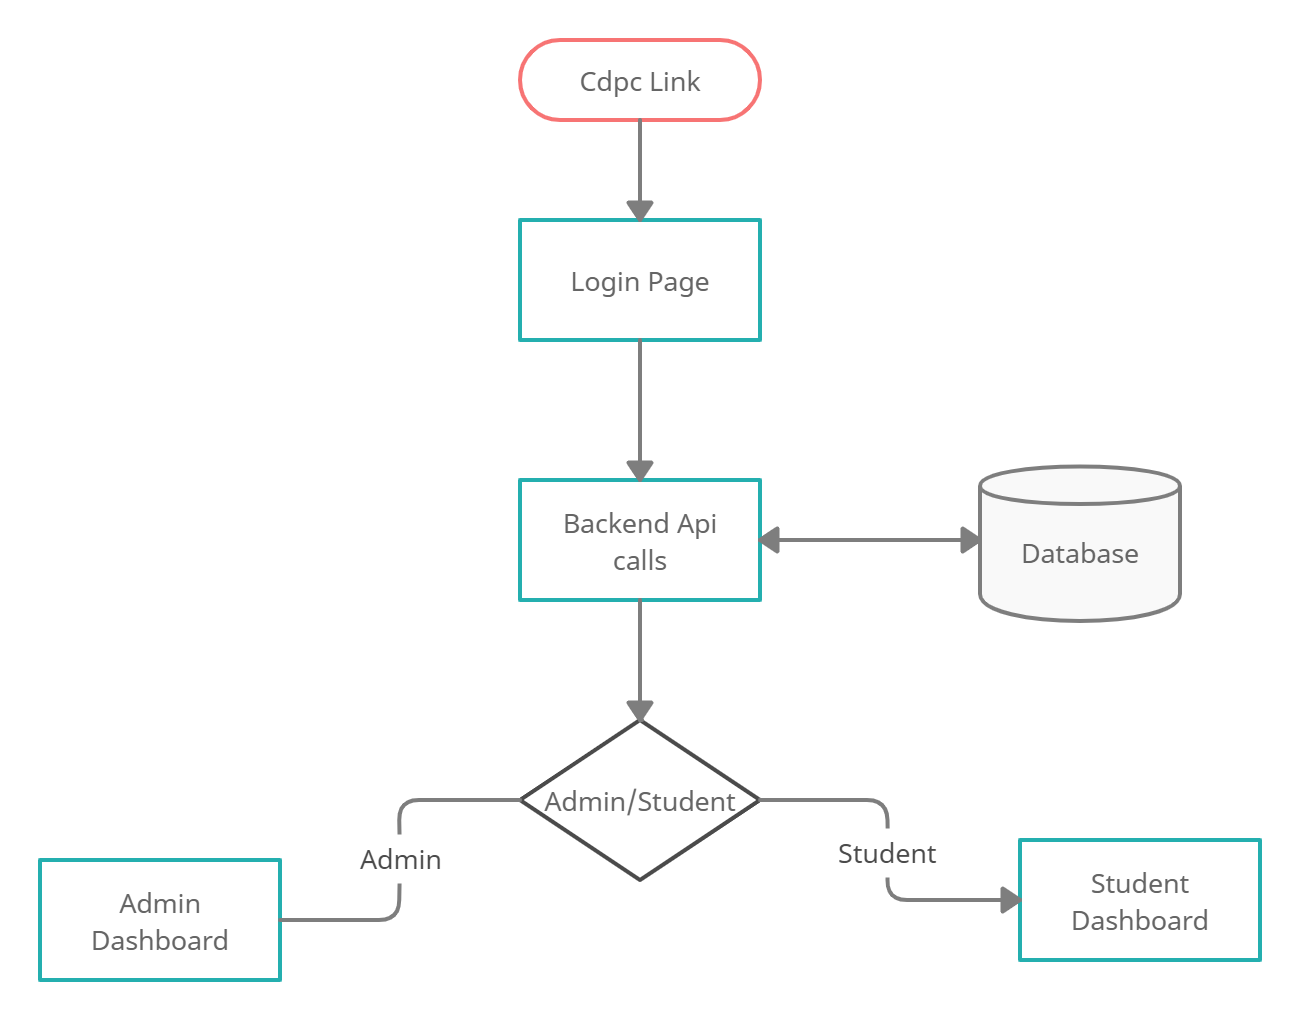 Cdpc Link
Login Page
Backend Api
calls
Database
Admin/Student
Admin
Student
Admin
Dashboard
Student
Dashboard